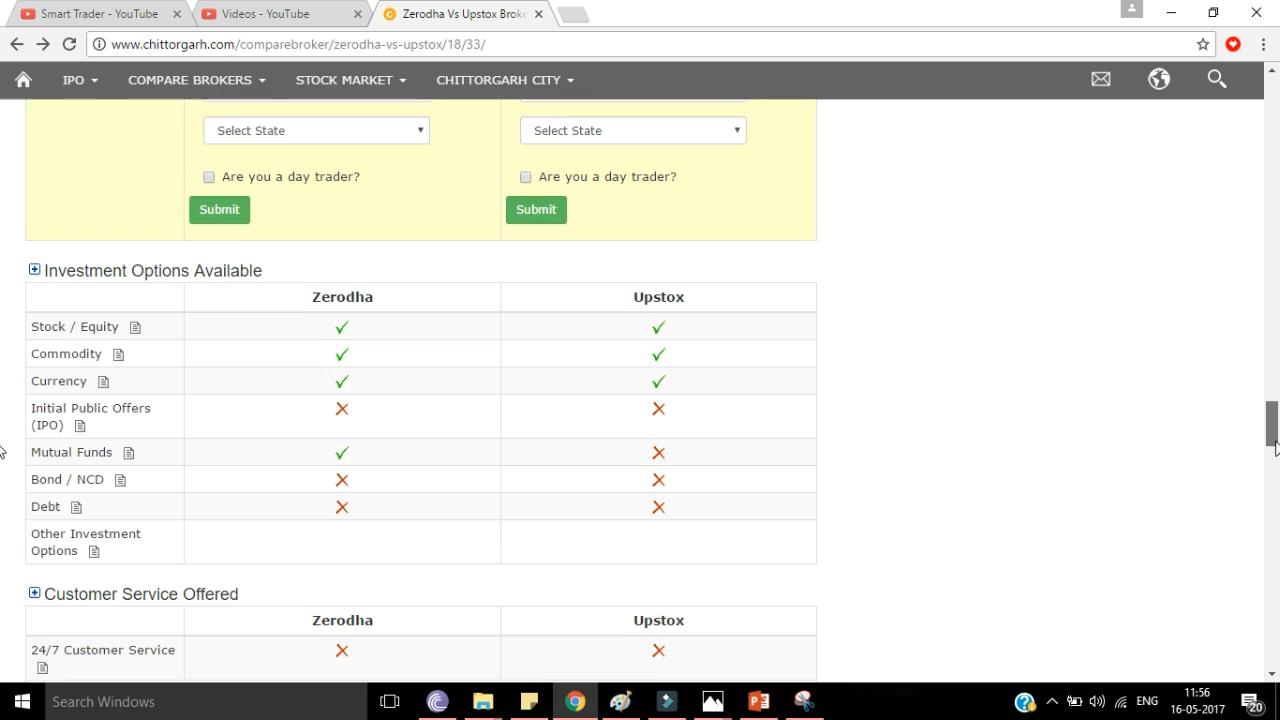 Smart Trader - YouTube
Videos - YouTube
Zerodha Vs Upstox Broke
www.chittorgarh.com/comparebroker/zerodha-vs-upstox/18/33/
IPO
COMPARE BROKERS
STOCK MARKET
CHITTORGARH CITY
Select State
Select State
Are you a day trader?
Are you a day trader?
Submit
Submit
Investment Options Available
Zerodha
Upstox
Stock / Equity
Commodity
Currency
Initial Public Offers
(IPO)
Mutual Funds
Bond / NCD
Debt
Other Investment
Options
Customer Service Offered
Zerodha
Upstox
24/7 Customer Service
Search Windows
ENG
11:56
16-05-2017
20